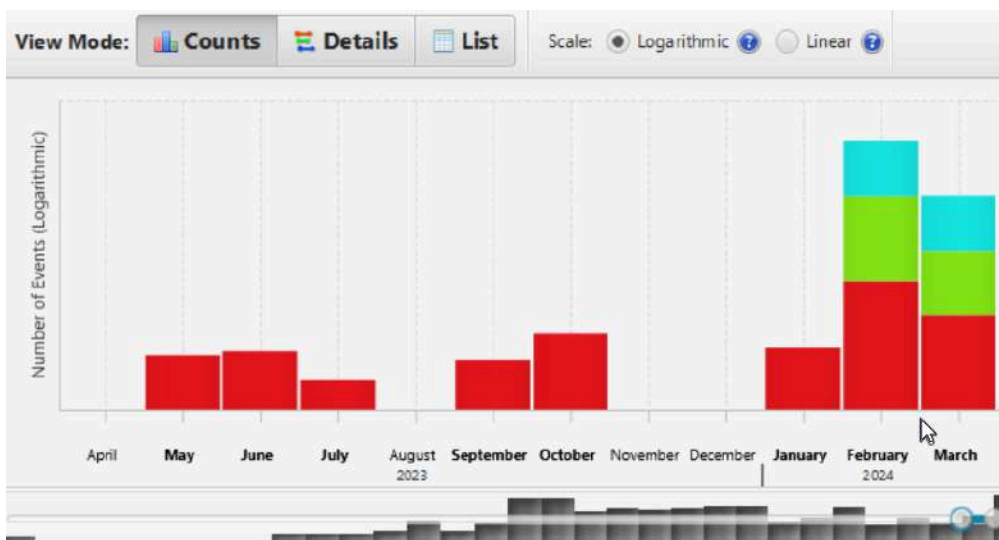 View Mode: Counts Details List Scale: Logarithmic ? Linear ?
Number of Events (Logarithmic)
April May June July August September October November December January February March
2023 2024